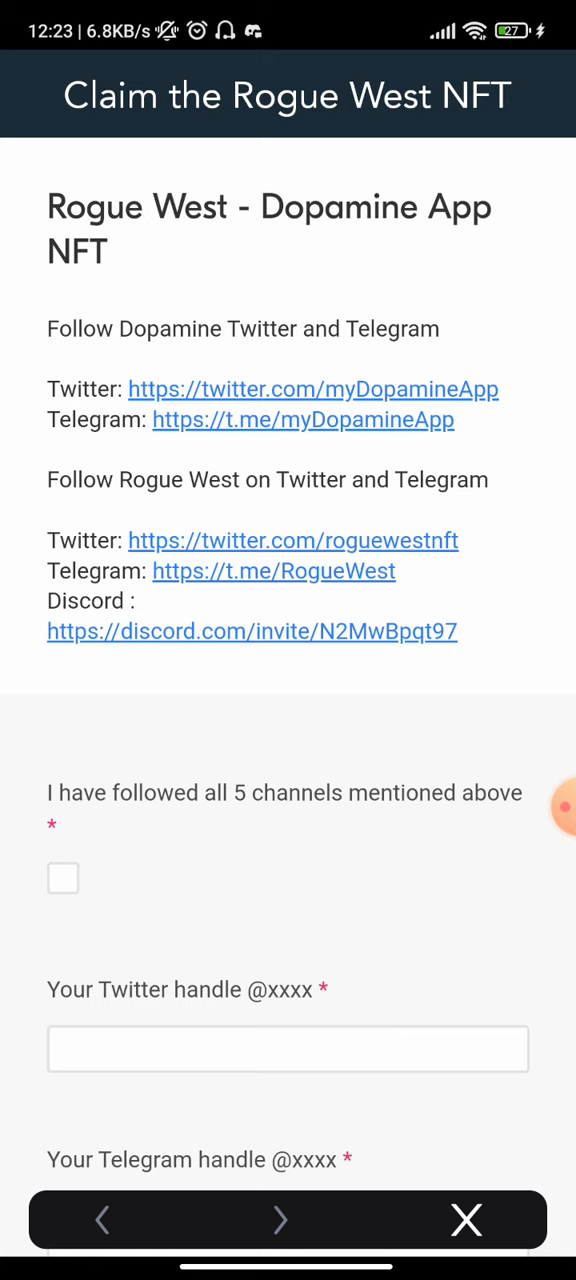 12:23 | 6.8KB/s
27
Claim the Rogue West NFT
Rogue West - Dopamine App
NFT
Follow Dopamine Twitter and Telegram
Twitter: https://twitter.com/myDopamineApp
Telegram: https://t.me/myDopamineApp
Follow Rogue West on Twitter and Telegram
Twitter: https://twitter.com/roguewestnft
Telegram: https://t.me/RogueWest
Discord :
https://discord.com/invite/N2MwBpqt97
I have followed all 5 channels mentioned above
*
Your Twitter handle @xxxx *
Your Telegram handle @xxxx *